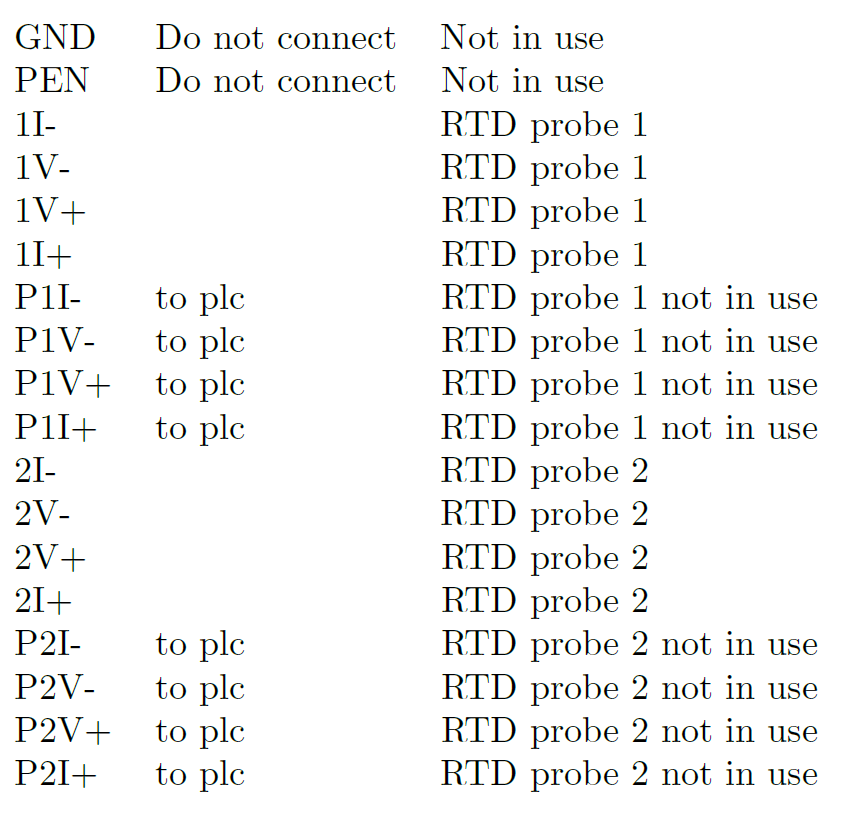 GND Do not connect Not in use
PEN Do not connect Not in use
1I- RTD probe 1
1V- RTD probe 1
1V+ RTD probe 1
1I+ RTD probe 1
P1I- to plc RTD probe 1 not in use
P1V- to plc RTD probe 1 not in use
P1V+ to plc RTD probe 1 not in use
P1I+ to plc RTD probe 1 not in use
2I- RTD probe 2
2V- RTD probe 2
2V+ RTD probe 2
2I+ RTD probe 2
P2I- to plc RTD probe 2 not in use
P2V- to plc RTD probe 2 not in use
P2V+ to plc RTD probe 2 not in use
P2I+ to plc RTD probe 2 not in use